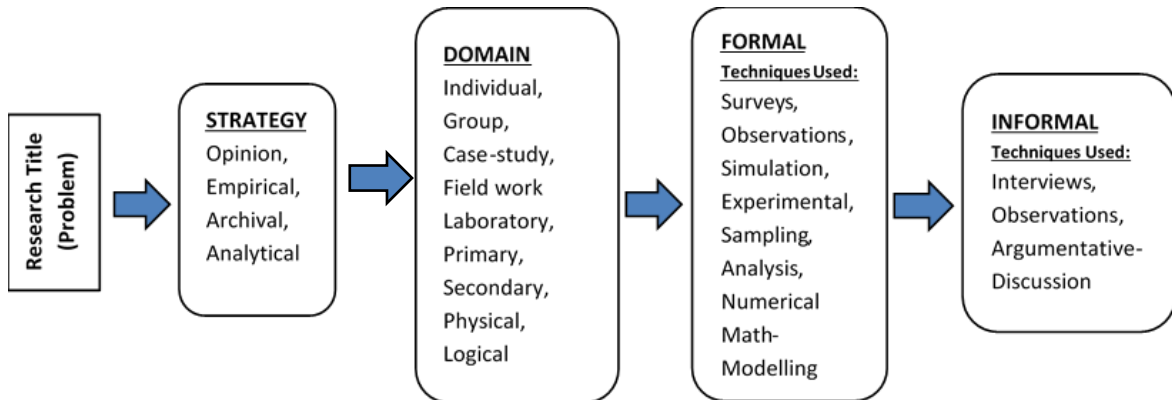 Research Title
(Problem)
STRATEGY
Opinion,
Empirical,
Archival,
Analytical
DOMAIN
Individual,
Group,
Case-study,
Field work
Laboratory,
Primary,
Secondary,
Physical,
Logical
FORMAL
Techniques Used:
Surveys,
Observations,
Simulation,
Experimental,
Sampling,
Analysis,
Numerical
Math-
Modelling
INFORMAL
Techniques Used:
Interviews,
Observations,
Argumentative-
Discussion